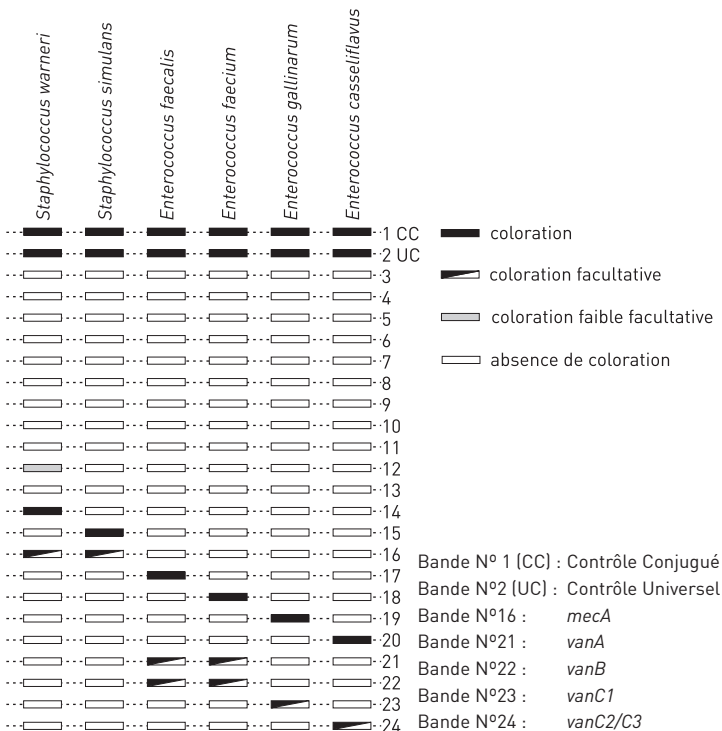 Staphylococcus warneri
Staphylococcus simulans
Enterococcus faecalis
Enterococcus faecium
Enterococcus gallinarum
Enterococcus casseliflavus
1 CC
2 UC
3
4
5
6
7
8
9
10
11
12
13
14
15
16
17
18
19
20
21
22
23
24
coloration
coloration facultative
coloration faible facultative
absence de coloration
Bande Nº 1 (CC) : Contrôle Conjugué
Bande Nº2 (UC) : Contrôle Universel
Bande Nº16 : mecA
Bande Nº21 : vanA
Bande Nº22 : vanB
Bande Nº23 : vanC1
Bande Nº24 : vanC2/C3